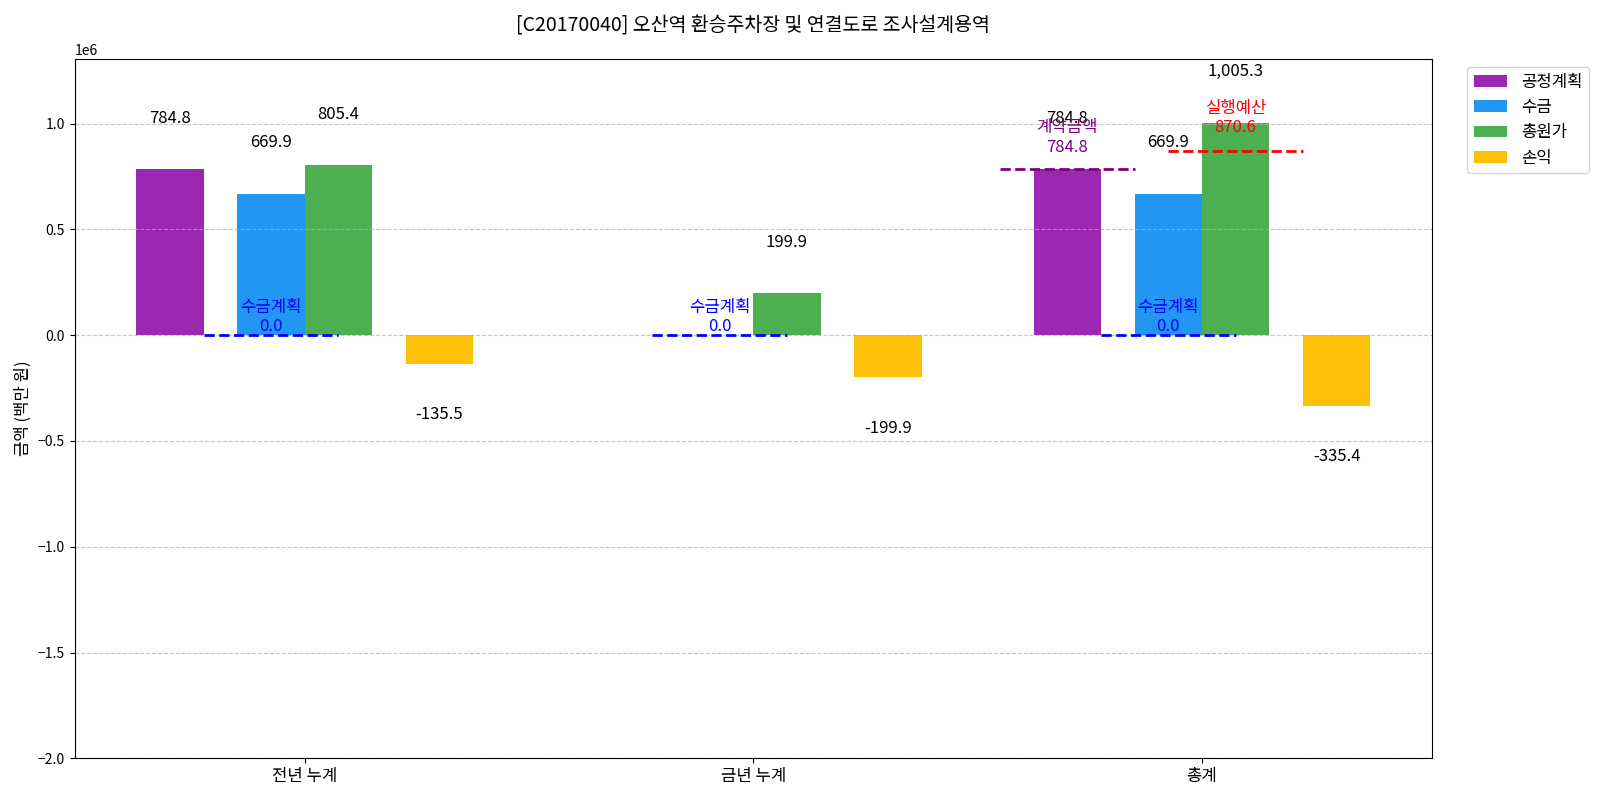 [C20170040] 오산역 환승주차장 및 연결도로 조사설계용역
1e6
1.0
0.5
0.0
−0.5
−1.0
−1.5
−2.0
금액 (백만 원)
784.8
669.9
805.4
수금계획
0.0
-135.5
199.9
수금계획
0.0
-199.9
784.8
계약금액
784.8
669.9
1,005.3
실행예산
870.6
수금계획
0.0
-335.4
전년 누계
금년 누계
총계
공정계획
수금
총원가
손익